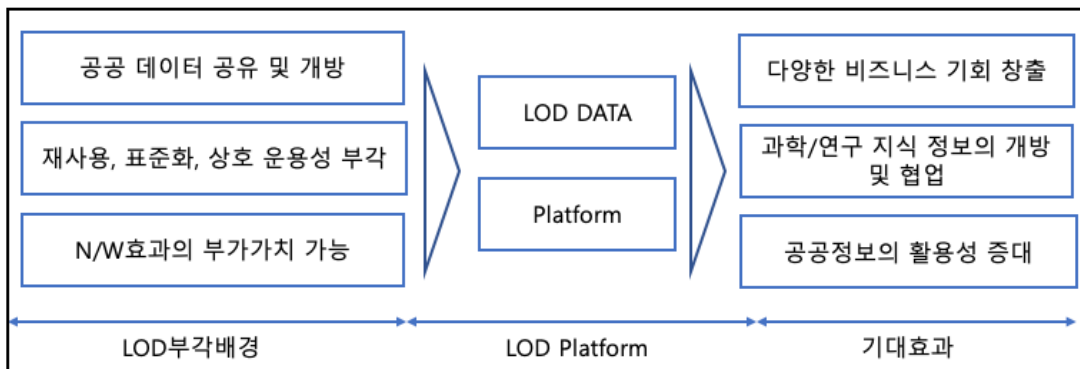 공공 데이터 공유 및 개방
재사용, 표준화, 상호 운용성 부각
N/W효과의 부가가치 가능
LOD부각배경
LOD DATA
Platform
LOD Platform
다양한 비즈니스 기회 창출
과학/연구 지식 정보의 개방
및 협업
공공정보의 활용성 증대
기대효과